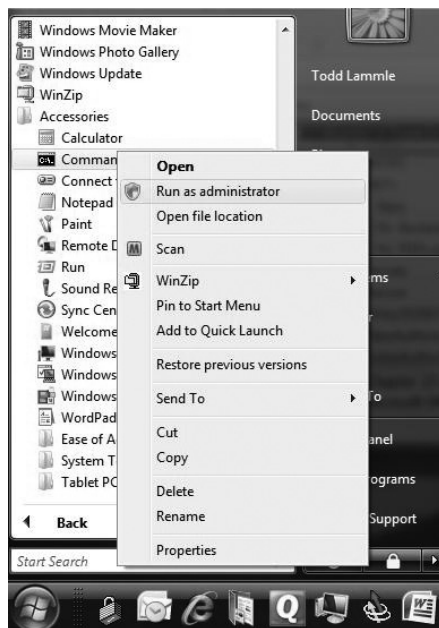 Windows Movie Maker
Windows Photo Gallery
Windows Update
WinZip
Accessories
Calculator
Comman
Connect
Notepad
Paint
Remote D
Run
Sound Re
Sync Cen
Welcome
Windows
Windows
Windows
WordPad
Ease of A
System T
Tablet PC
Back
Start Search
Open
Run as administrator
Open file location
Scan
WinZip
Pin to Start Menu
Add to Quick Launch
Restore previous versions
Send To
Cut
Copy
Delete
Rename
Properties
Todd Lammle
Documents
ms
r
To
anel
ograms
Support
Q
W